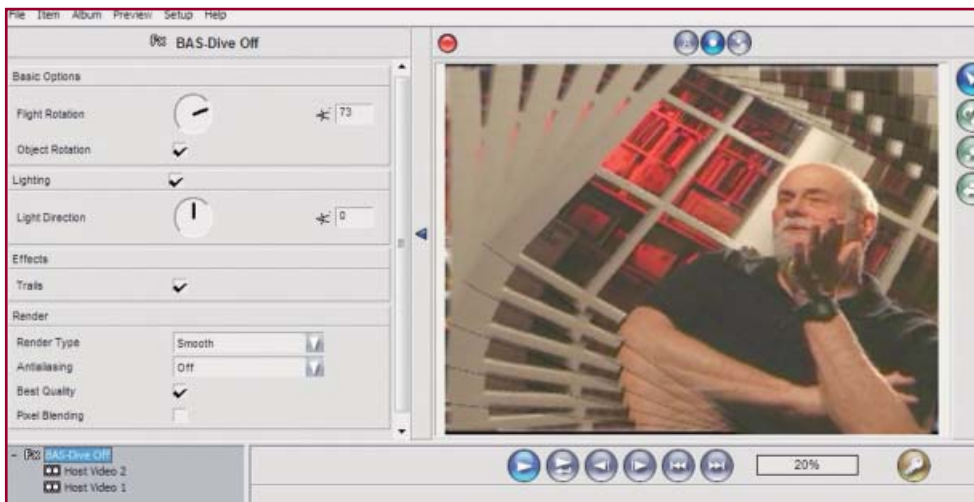 File Item Album Preview Setup Help
BAS-Dive Off
Basic Options
Flight Rotation 73
Object Rotation
Lighting
Light Direction 0
Effects
Trails
Render
Render Type Smooth
Antialiasing Off
Best Quality
Pixel Blending
BAS-Dive Off
Host Video 2
Host Video 1
20%